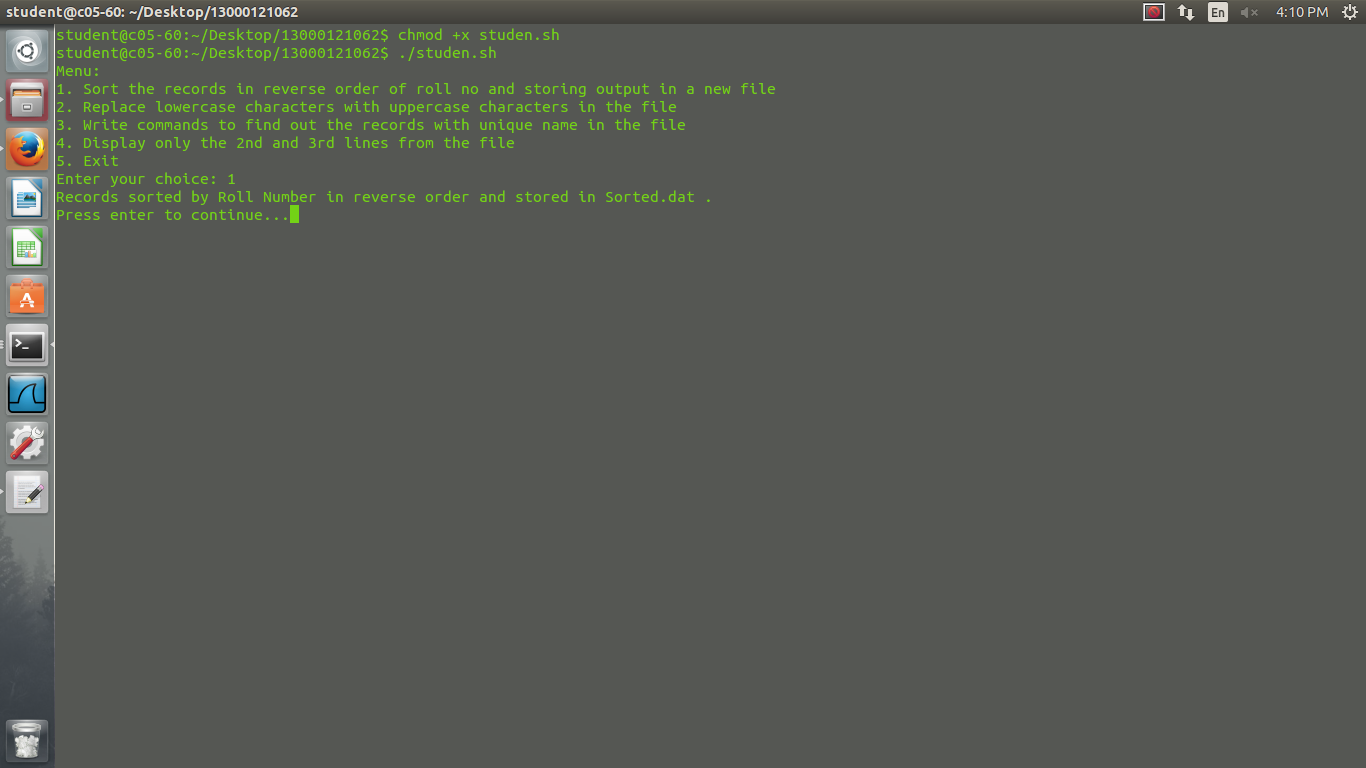 student@c05-60: ~/Desktop/13000121062
En
4:10 PM
student@c05-60:~/Desktop/13000121062$ chmod +x studen.sh
student@c05-60:~/Desktop/13000121062$ ./studen.sh
Menu:
1. Sort the records in reverse order of roll no and storing output in a new file
2. Replace lowercase characters with uppercase characters in the file
3. Write commands to find out the records with unique name in the file
4. Display only the 2nd and 3rd lines from the file
5. Exit
Enter your choice: 1
Records sorted by Roll Number in reverse order and stored in Sorted.dat .
Press enter to continue...